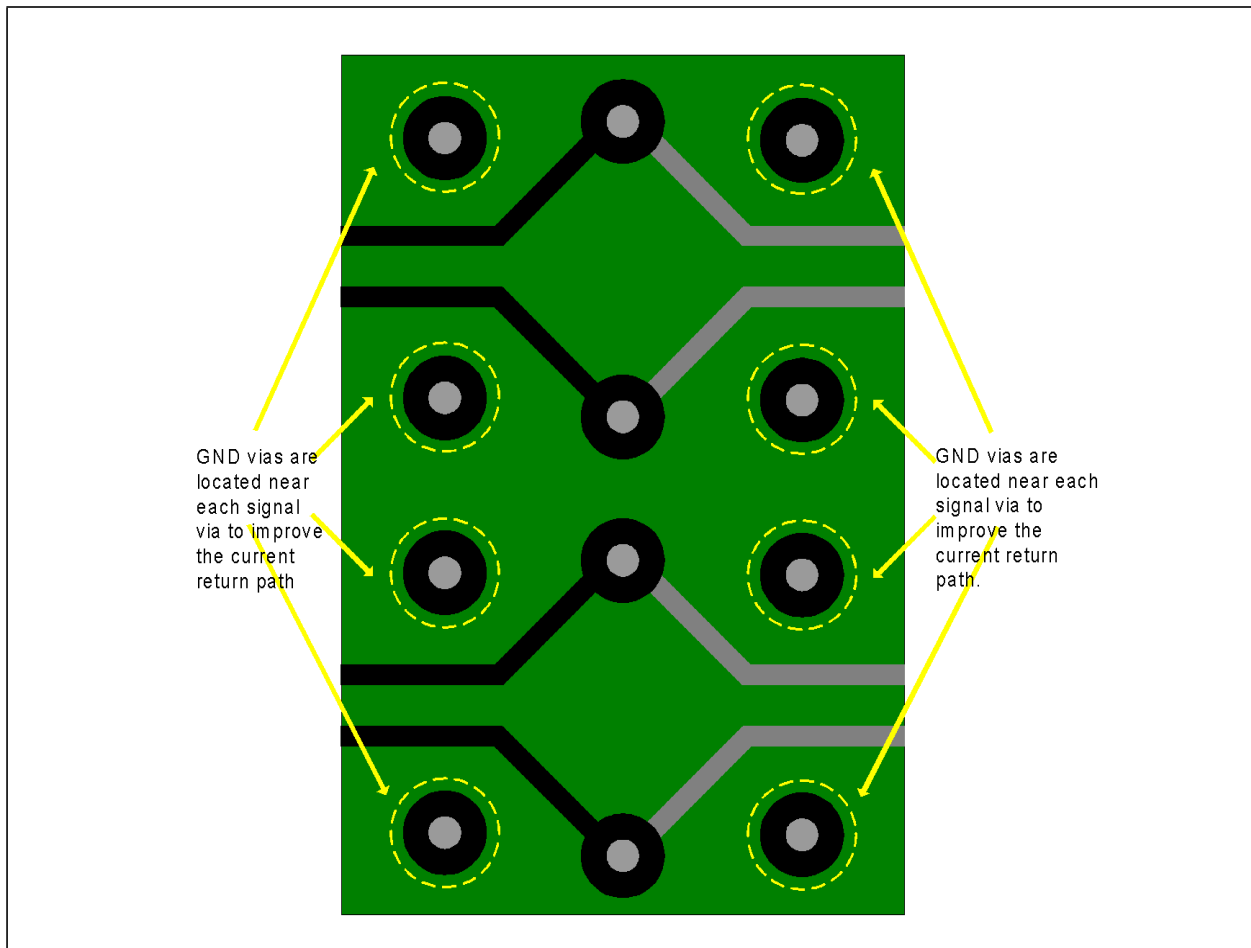 GND vias are
located near
each signal
via to improve
the current
return path
GND vias are
located near each
signal via to
improve the
current return
path.